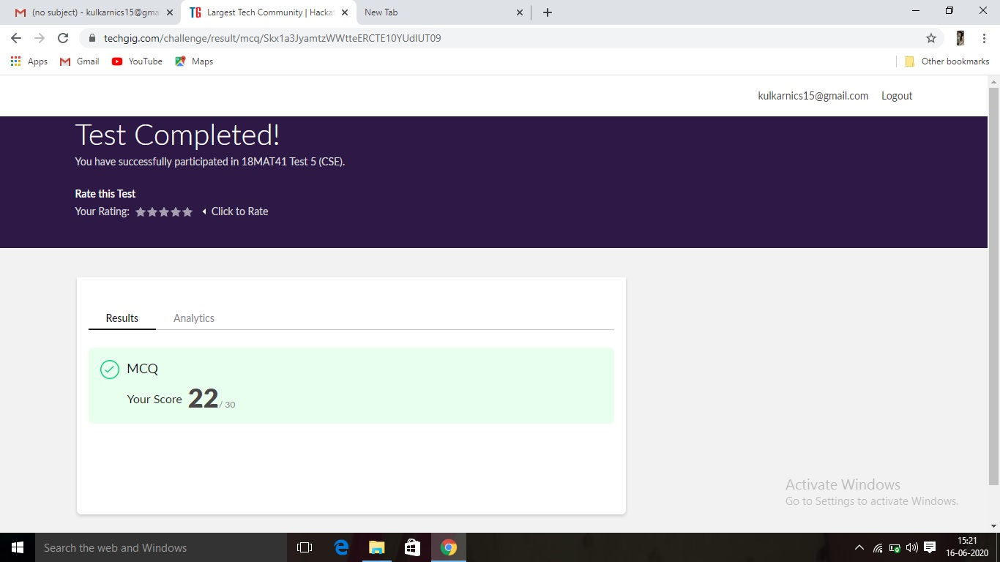 (no subject) - kulkarnics15@gma
Largest Tech Community | Hacka
New Tab
techgig.com/challenge/result/mcq/Skx1a3JyamtzWWtteERCTE10YUdIUT09
Apps
Gmail
YouTube
Maps
Other bookmarks
kulkarnics15@gmail.com Logout
Test Completed!
You have successfully participated in 18MAT41 Test 5 (CSE).
Rate this Test
Your Rating:
Click to Rate
Results
Analytics
MCQ
Your Score 22 / 30
Activate Windows
Go to Settings to activate Windows.
Search the web and Windows
15:21
16-06-2020